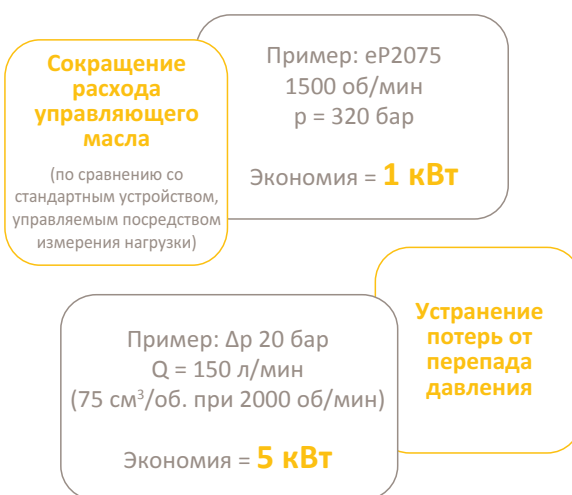 Сокращение
расхода
управляющего
масла
(по сравнению со
стандартным устройством,
управляемым посредством
измерения нагрузки)
Пример: eP2075
1500 об/мин
p = 320 бар
Экономия = 1 кВт
Пример: Δp 20 бар
Q = 150 л/мин
(75 см³/об. при 2000 об/мин)
Экономия = 5 кВт
Устранение
потерь от
перепада
давления